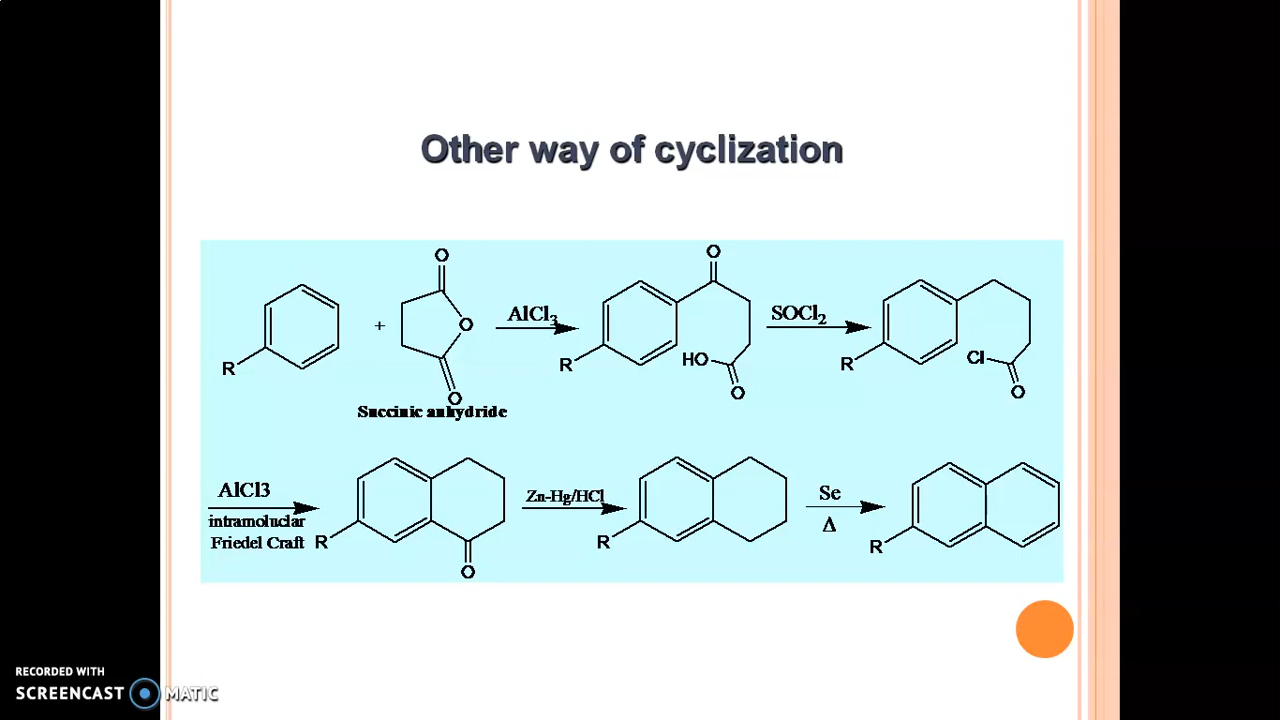 Other way of cyclization
O
O
O
R
+
AlCl3
R
O
HO
O
SOCl2
R
Cl
O
Succinic anhydride
AlCl3
intramoluclar
Friedel Craft
R
O
Zn-Hg/HCl
R
Se
Δ
R
RECORDED WITH
SCREENCAST MATIC